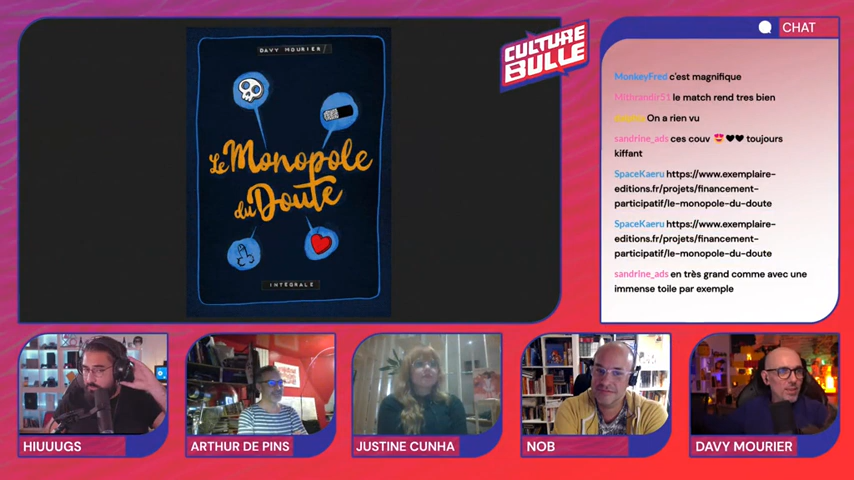 DAVY MOURIER
Le Monopole
du Doute
INTÉGRALE
CULTURE
BULLE
CHAT
MonkeyFred c'est magnifique
Mithrandir51 le match rend tres bien
On a rien vu
sandrine_ads ces couv 😍🖤🖤 toujours
kiffant
SpaceKaeru https://www.exemplaire-
editions.fr/projets/financement-
participatif/le-monopole-du-doute
SpaceKaeru https://www.exemplaire-
editions.fr/projets/financement-
participatif/le-monopole-du-doute
sandrine_ads en très grand comme avec une
immense toile par exemple
HIUUUGS
ARTHUR DE PINS
JUSTINE CUNHA
NOB
DAVY MOURIER